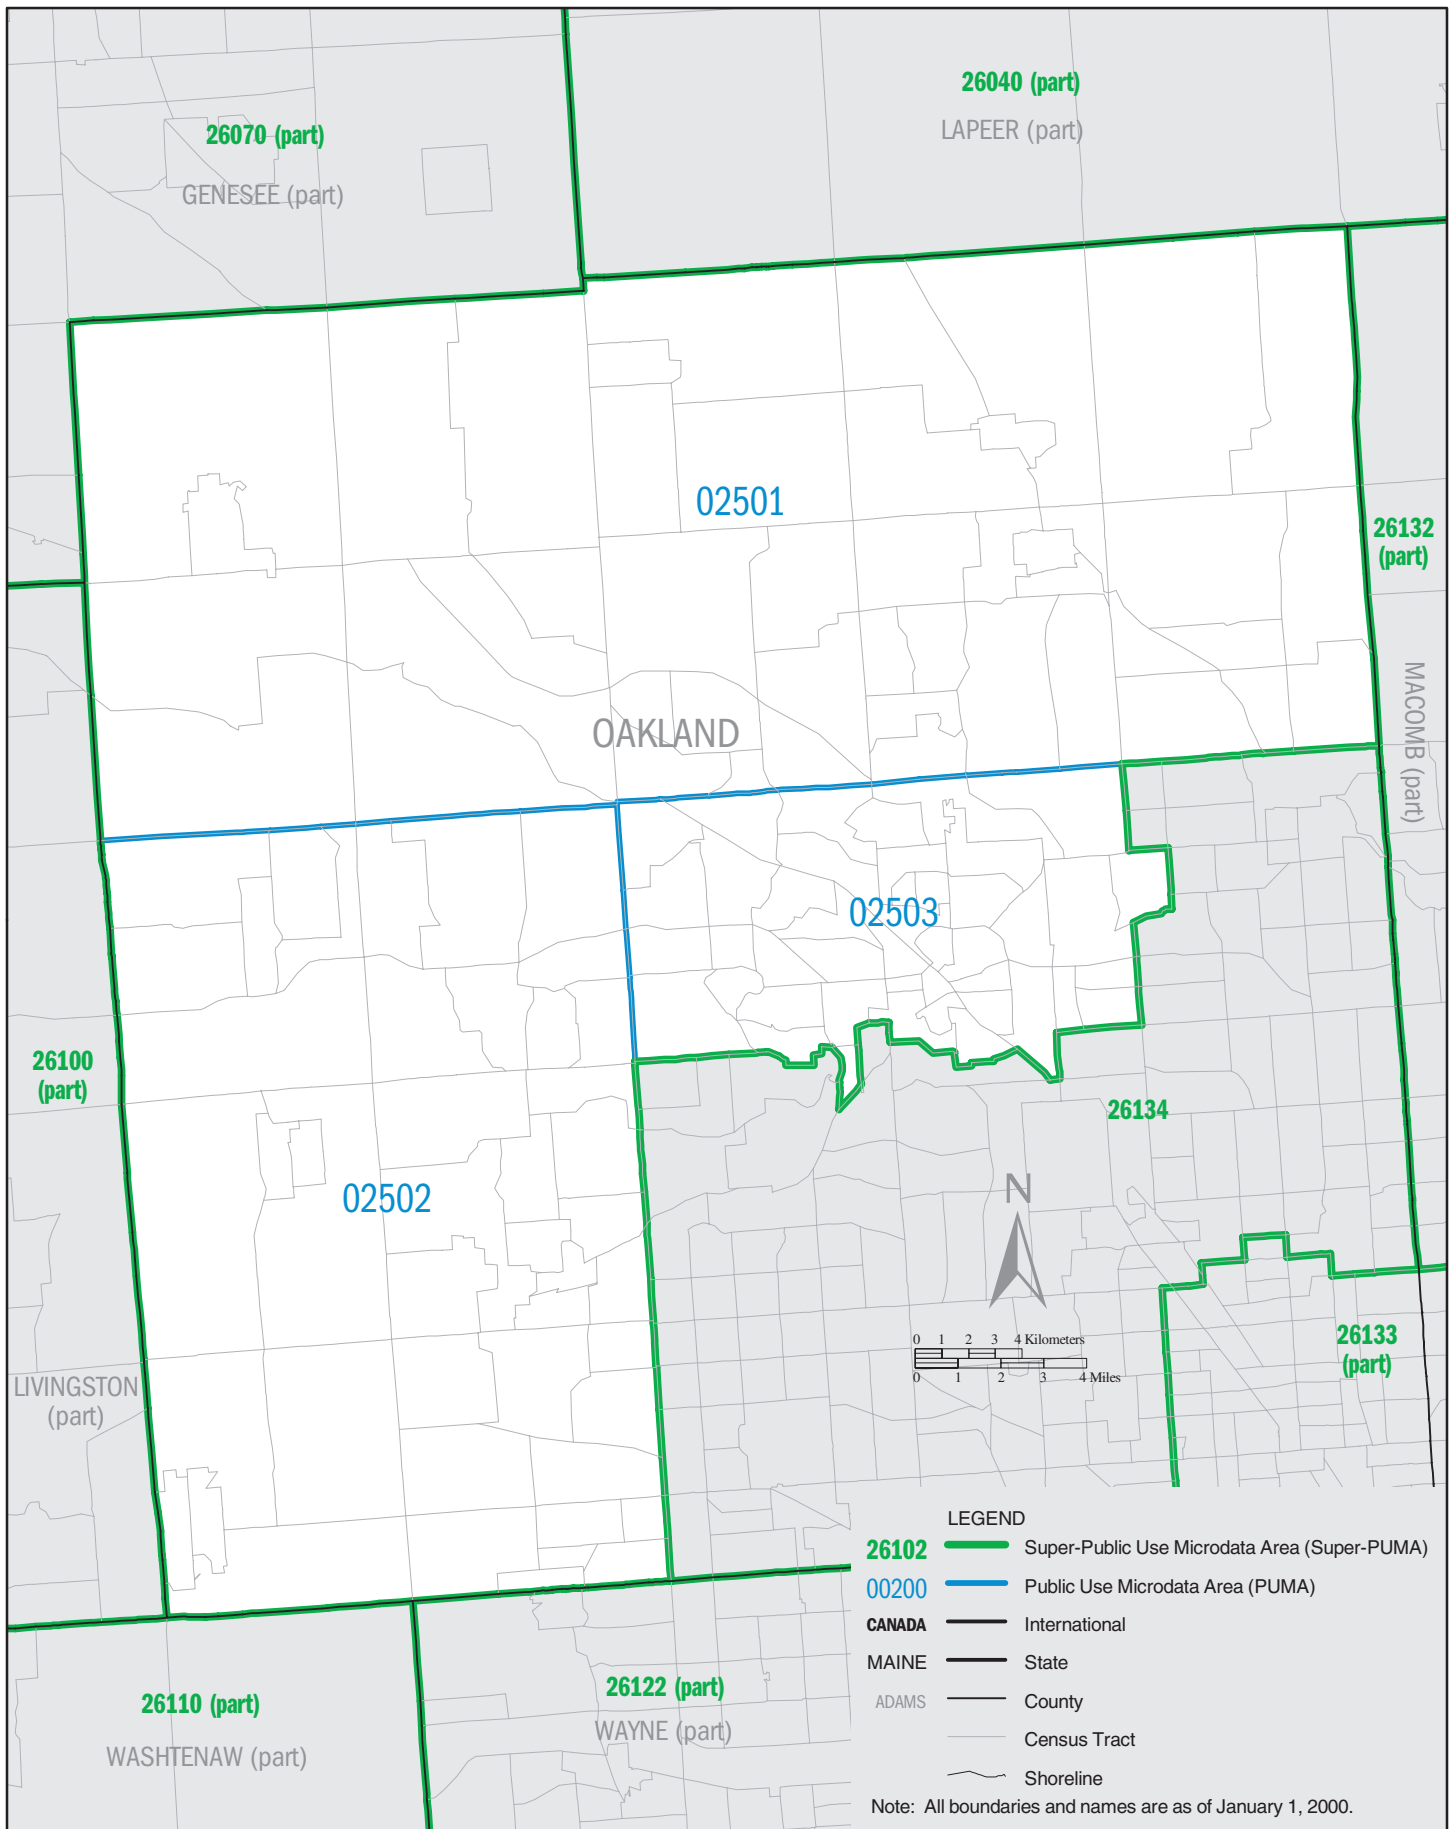 26040 (part)
LAPEER (part)
26070 (part)
GENESEE (part)
02501
26132
(part)
MACOMB (part)
OAKLAND
02503
26100
(part)
26134
02502
N
0 1 2 3 4 Kilometers
0 1 2 3 4 Miles
26133
(part)
LIVINGSTON
(part)
LEGEND
26102 Super-Public Use Microdata Area (Super-PUMA)
00200 Public Use Microdata Area (PUMA)
CANADA International
MAINE State
ADAMS County
Census Tract
Shoreline
Note: All boundaries and names are as of January 1, 2000.
26110 (part)
WASHTENAW (part)
26122 (part)
WAYNE (part)